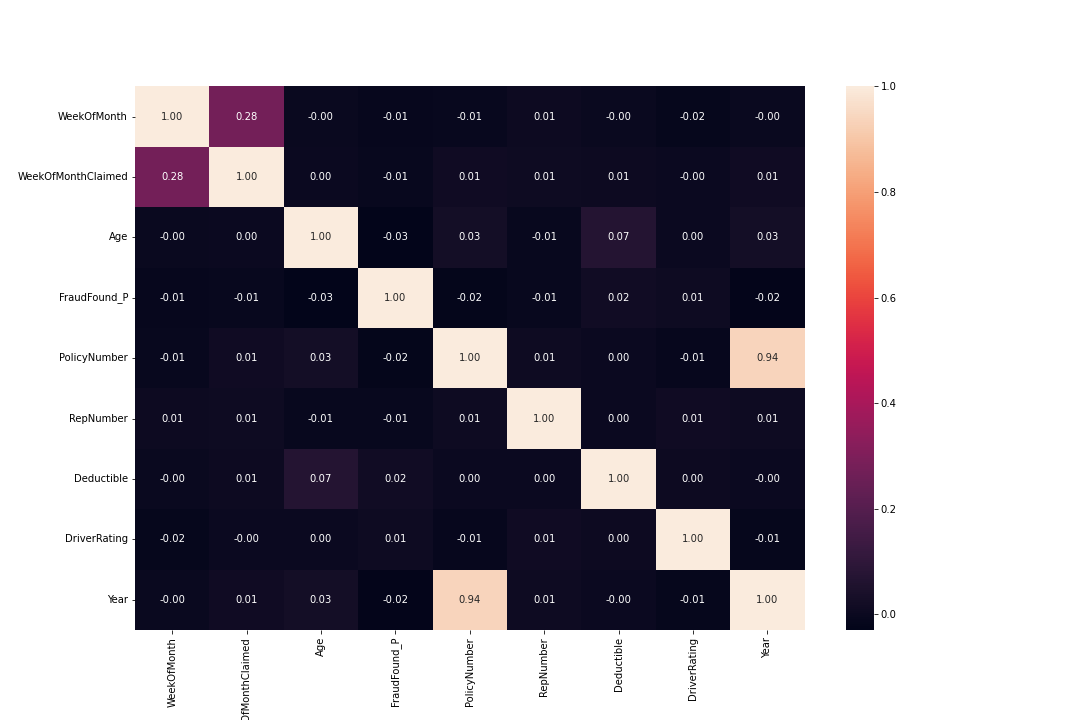 WeekOfMonth 1.00 0.28 -0.00 -0.01 -0.01 0.01 -0.00 -0.02 -0.00
WeekOfMonthClaimed 0.28 1.00 0.00 -0.01 0.01 0.01 0.01 -0.00 0.01
Age -0.00 0.00 1.00 -0.03 0.03 -0.01 0.07 0.00 0.03
FraudFound_P -0.01 -0.01 -0.03 1.00 -0.02 -0.01 0.02 0.01 -0.02
PolicyNumber -0.01 0.01 0.03 -0.02 1.00 0.01 0.00 -0.01 0.94
RepNumber 0.01 0.01 -0.01 -0.01 0.01 1.00 0.00 0.01 0.01
Deductible -0.00 0.01 0.07 0.02 0.00 0.00 1.00 0.00 -0.00
DriverRating -0.02 -0.00 0.00 0.01 -0.01 0.01 0.00 1.00 -0.01
Year -0.00 0.01 0.03 -0.02 0.94 0.01 -0.00 -0.01 1.00
WeekOfMonth
OfMonthClaimed
Age
FraudFound_P
PolicyNumber
RepNumber
Deductible
DriverRating
Year
1.0
0.8
0.6
0.4
0.2
0.0